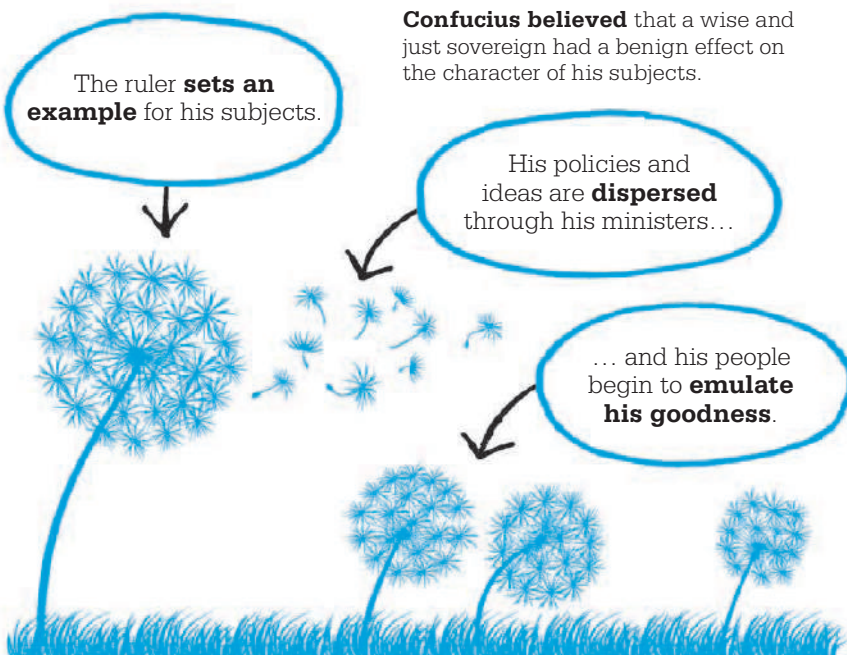 Confucius believed that a wise and
just sovereign had a benign effect on
the character of his subjects.
The ruler sets an
example for his subjects.
His policies and
ideas are dispersed
through his ministers…
… and his people
begin to emulate
his goodness.